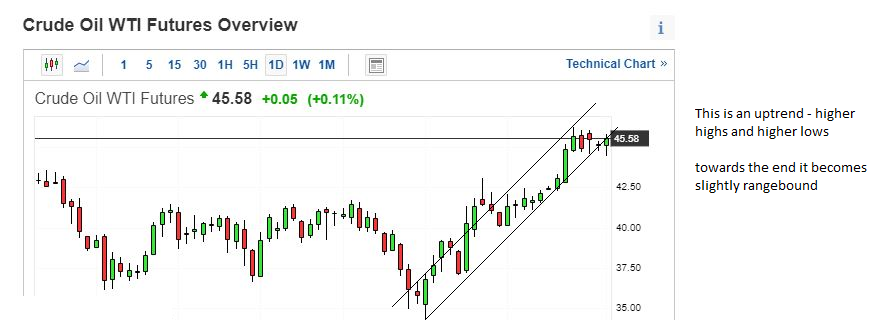 Crude Oil WTI Futures Overview
i
1 5 15 30 1H 5H 1D 1W 1M
Technical Chart »
Crude Oil WTI Futures 45.58 +0.05 (+0.11%)
This is an uptrend - higher
highs and higher lows
45.58
towards the end it becomes
slightly rangebound
42.50
40.00
37.50
35.00